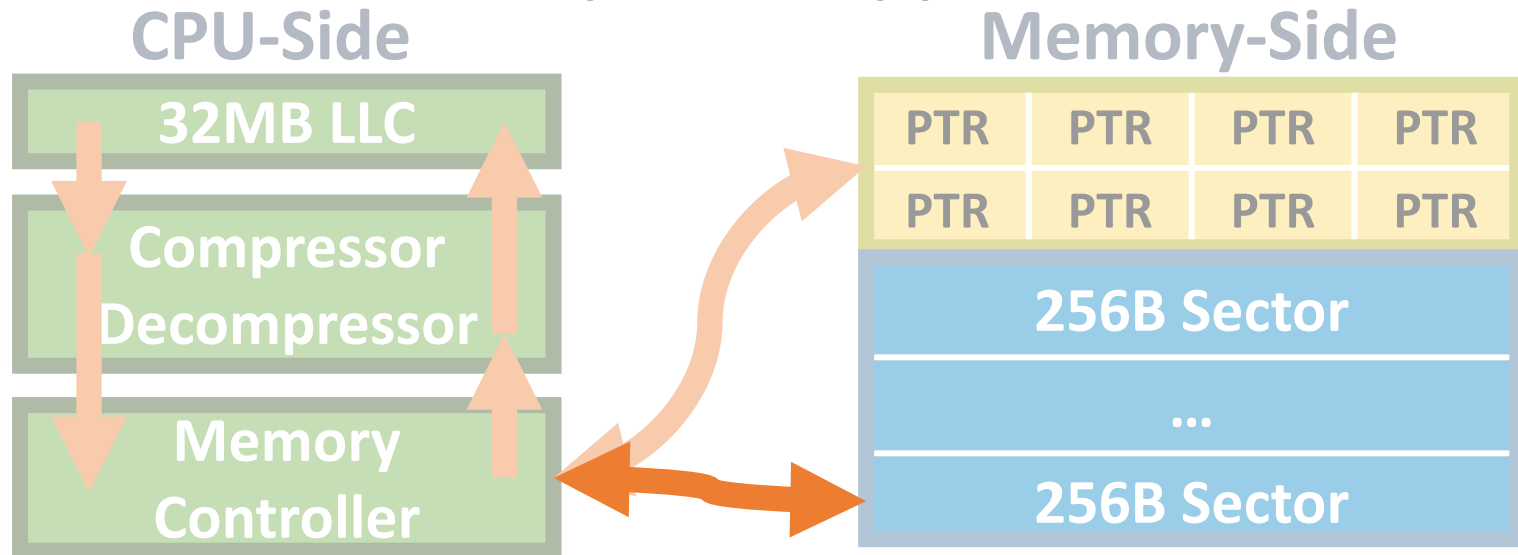 CPU-Side
Memory-Side
32MB LLC
Compressor
Decompressor
Memory
Controller
PTR PTR PTR PTR
PTR PTR PTR PTR
256B Sector
...
256B Sector